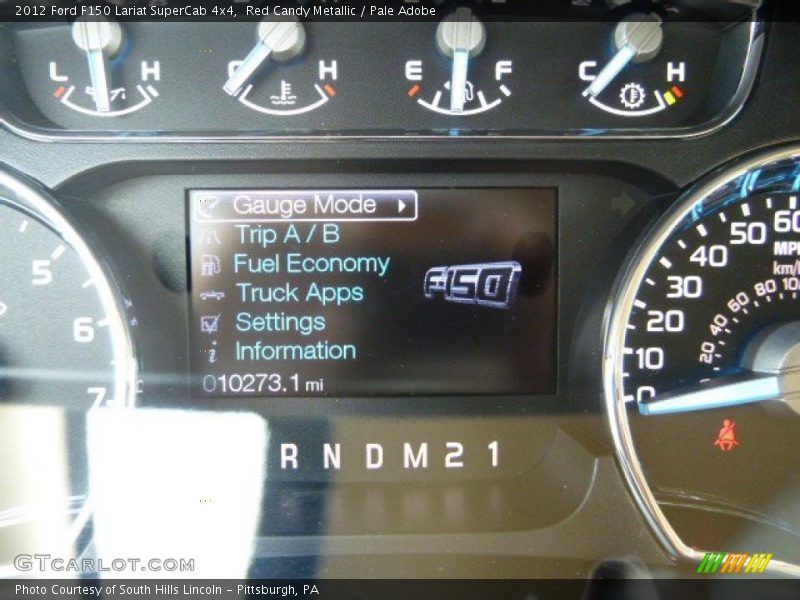 2012 Ford F150 Lariat SuperCab 4x4, Red Candy Metallic / Pale Adobe
L H
H
E F
C H
Gauge Mode
Trip A / B
Fuel Economy
Truck Apps
Settings
Information
010273.1 mi
F-150
5
6
7
60
50
40
30
20
10
0
MPH
km/h
100
80
60
40
20
R N D M 2 1
GTCARLOT.COM
Photo Courtesy of South Hills Lincoln - Pittsburgh, PA